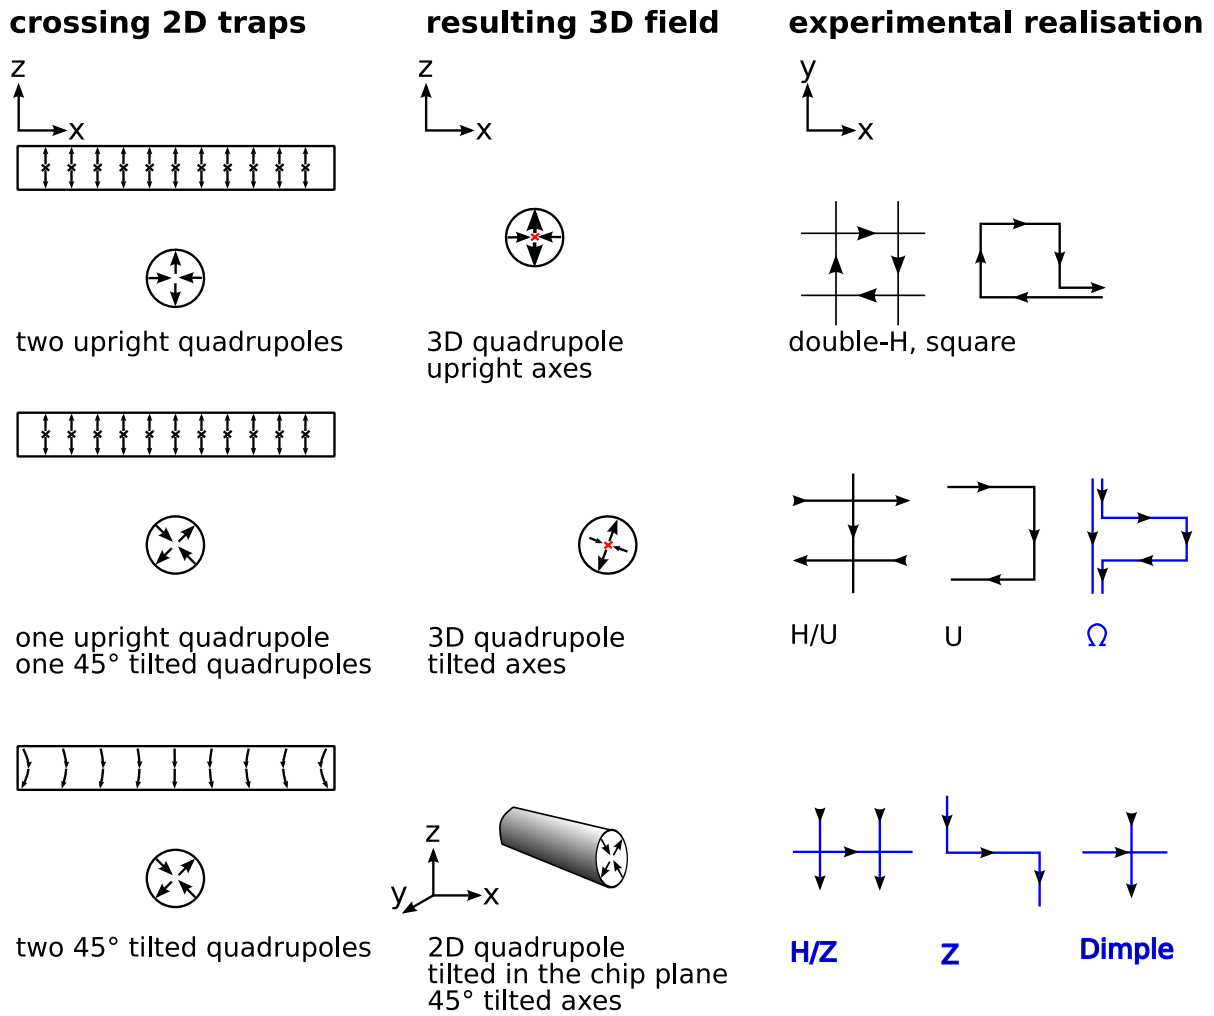 crossing 2D traps
resulting 3D field
experimental realisation
z
x
z
x
y
x
two upright quadrupoles
3D quadrupole
upright axes
double-H, square
one upright quadrupole
one 45° tilted quadrupoles
3D quadrupole
tilted axes
H/U
U
Ω
z
y
x
two 45° tilted quadrupoles
2D quadrupole
tilted in the chip plane
45° tilted axes
H/Z
Z
Dimple